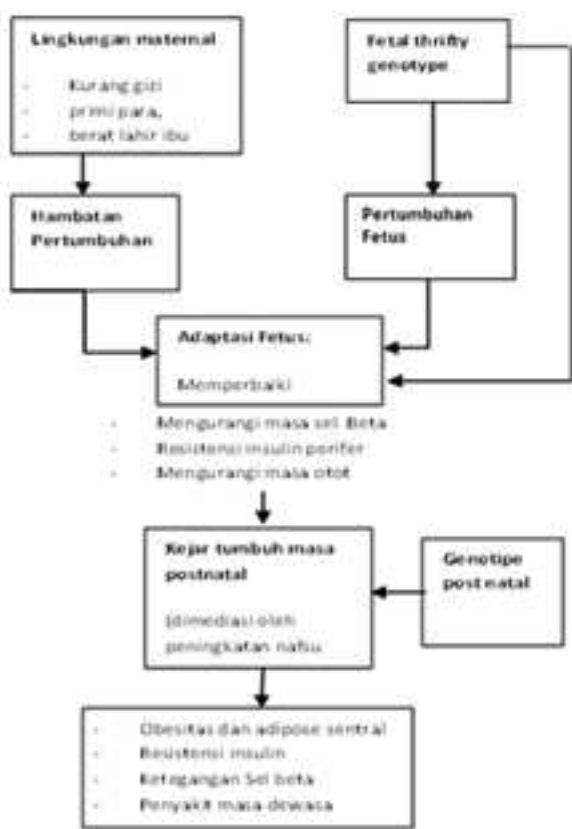 Lingkungan maternal
- Kurang gizi
- primi para,
- berat lahir ibu
Fetal thrifty
genotype
Hambatan
Pertumbuhan
Pertumbuhan
Fetus
Adaptasi Fetus:
Memperbaiki
- Mengurangi masa sel Beta
- Resistensi insulin perifer
- Mengurangi masa otot
Kejar tumbuh masa
postnatal
(dimediasi oleh
peningkatan nafsu
Genotipe
post natal
- Obesitas dan adipose sentral
- Resistensi insulin
- Ketegangan Sel beta
- Penyakit masa dewasa